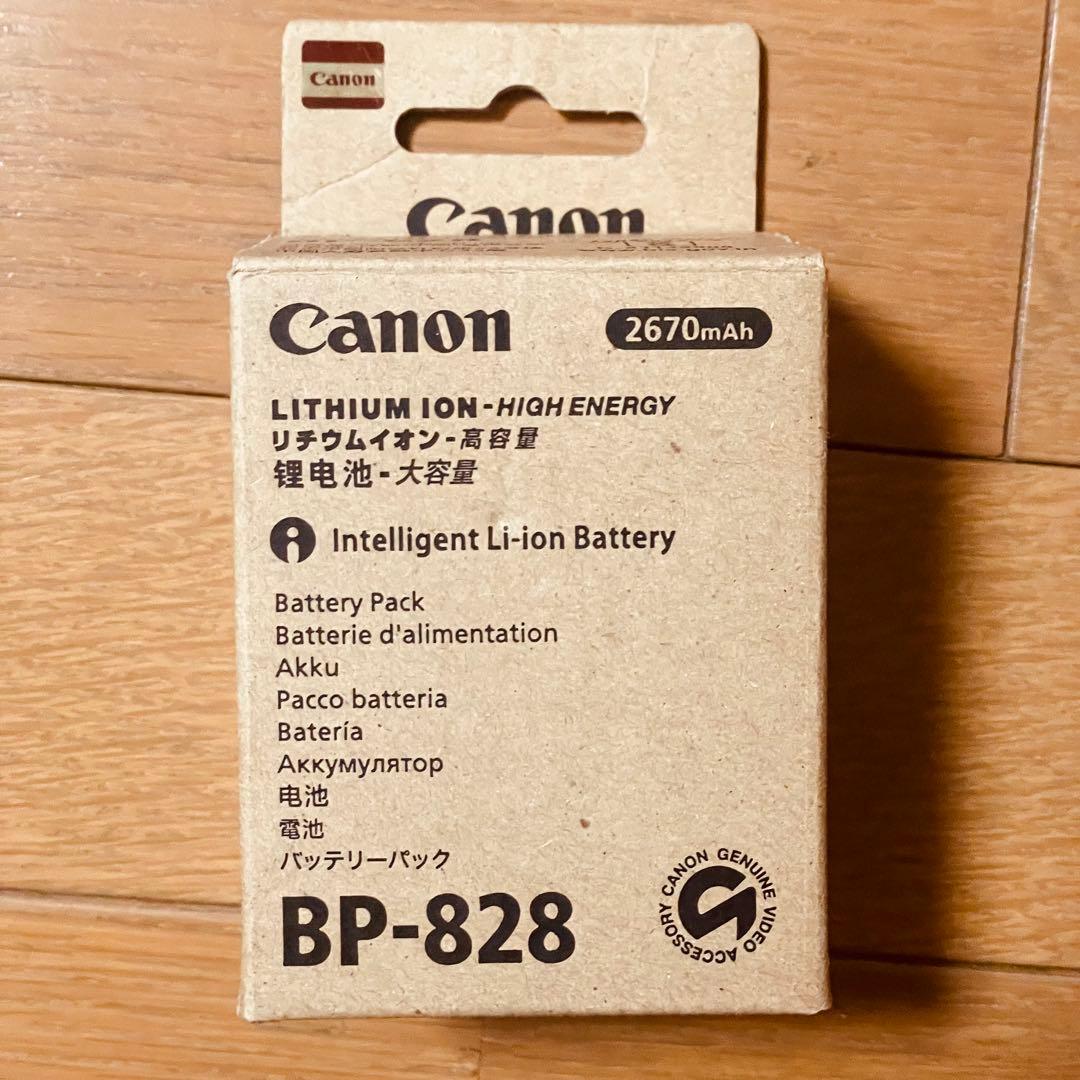 Canon
Canon
Canon
2670mAh
LITHIUM ION-HIGH ENERGY
リチウムイオン-高容量
锂电池-大容量
Intelligent Li-ion Battery
Battery Pack
Batterie d'alimentation
Akku
Pacco batteria
Batería
Аккумулятор
电池
電池
バッテリーパック
BP-828
CANON GENUINE VIDEO ACCESSORY